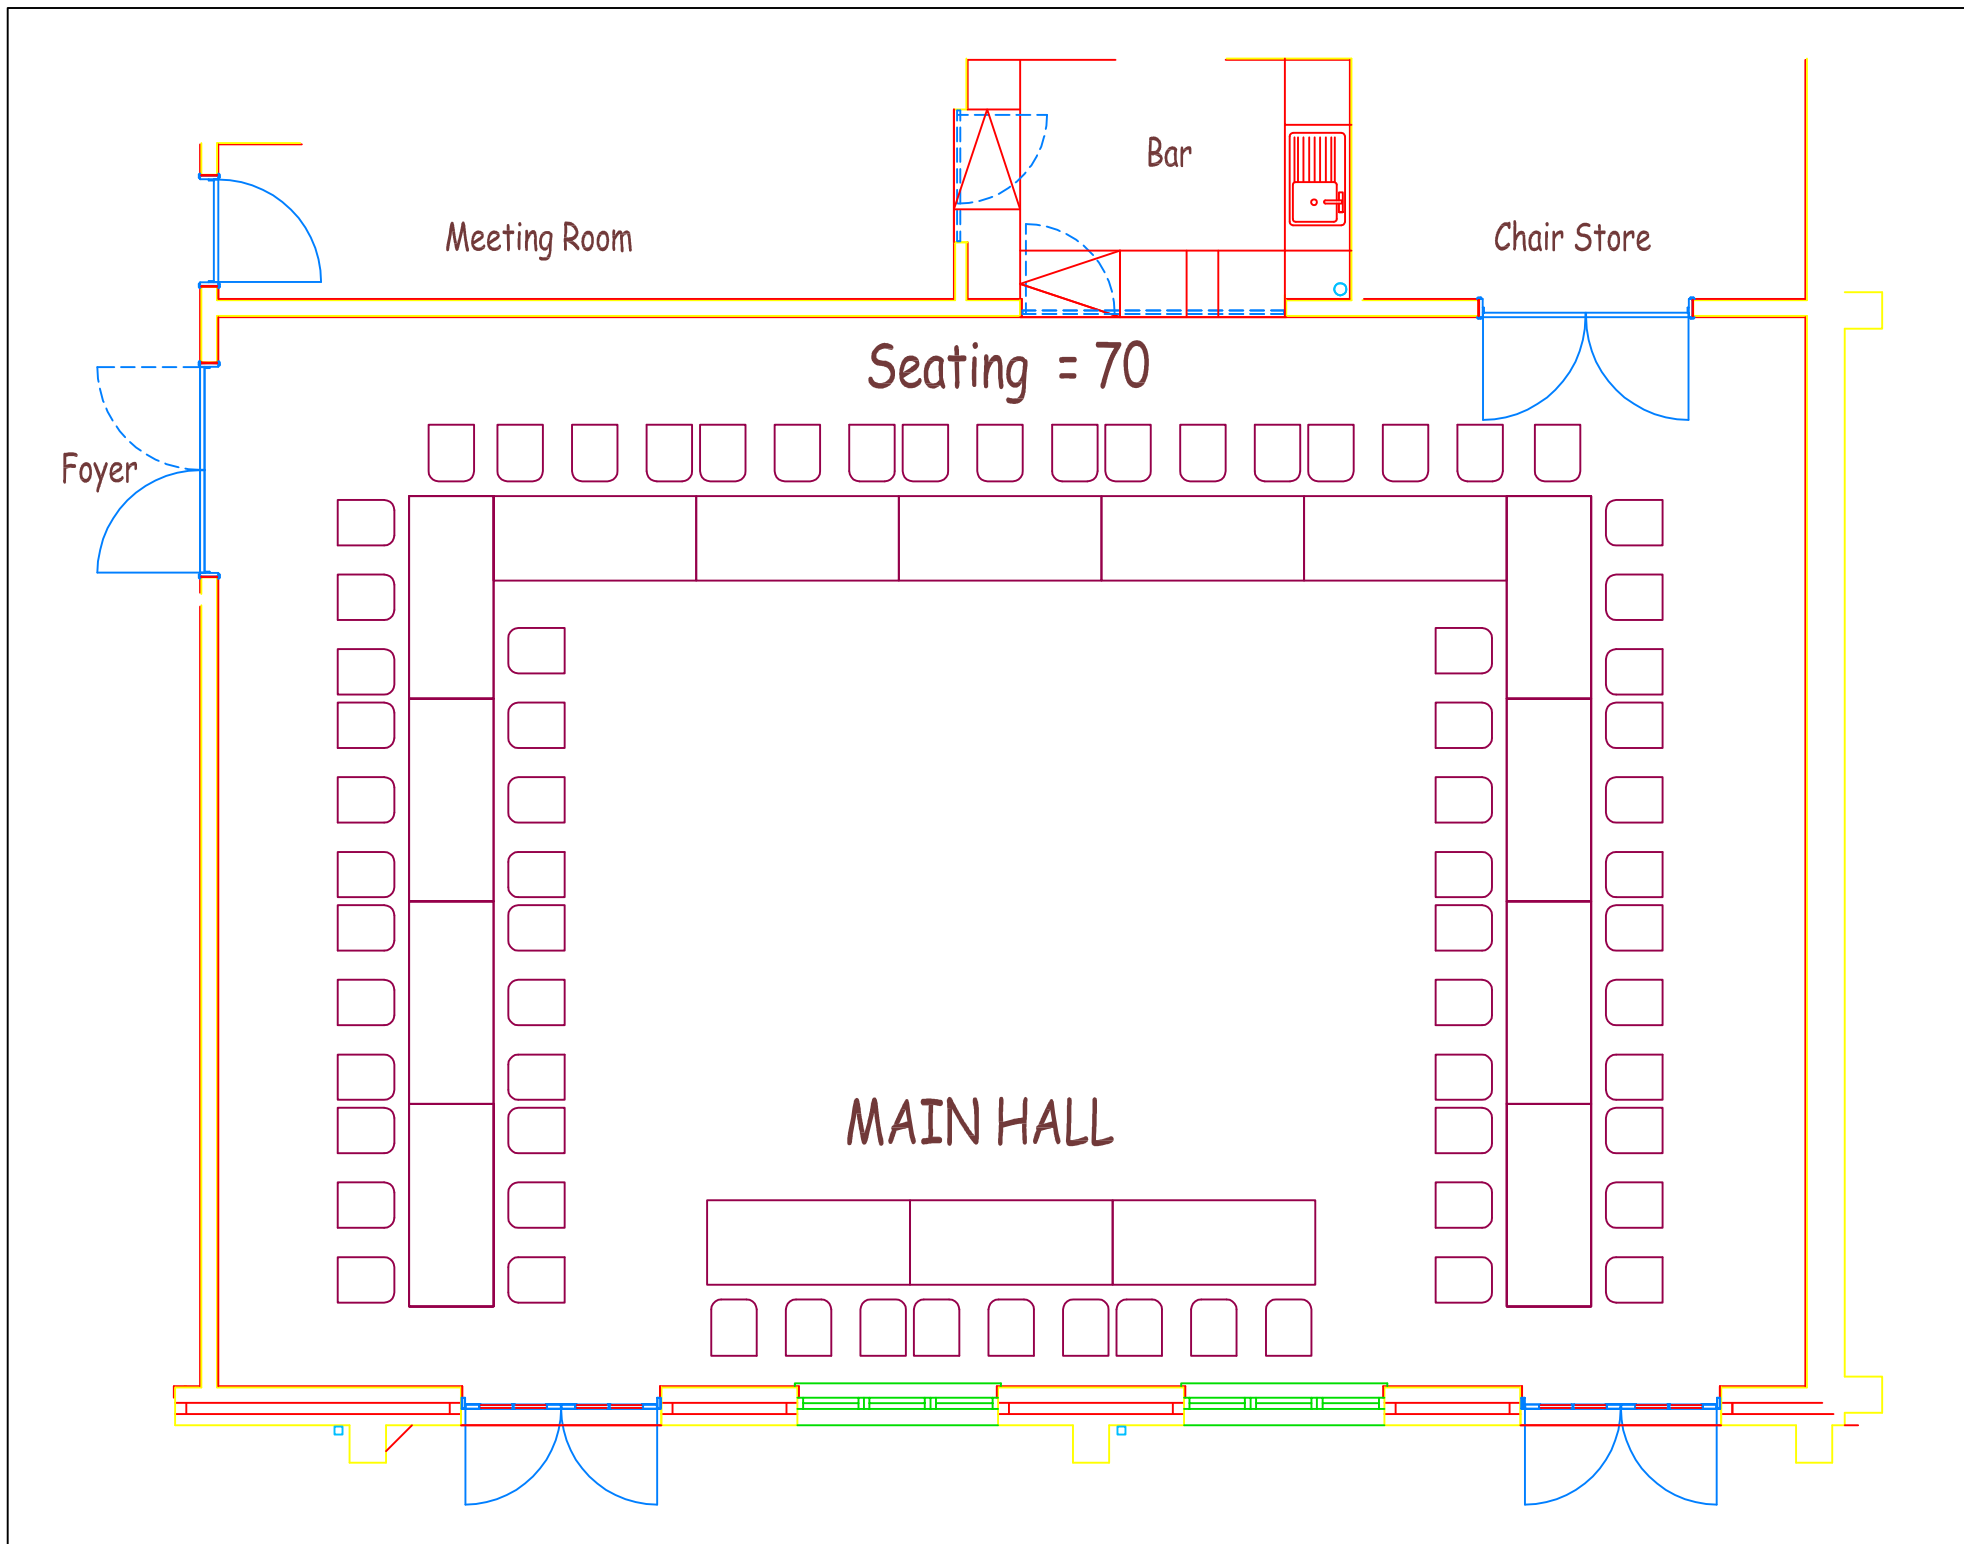 Bar
Meeting Room
Chair Store
Seating = 70
Foyer
MAIN HALL